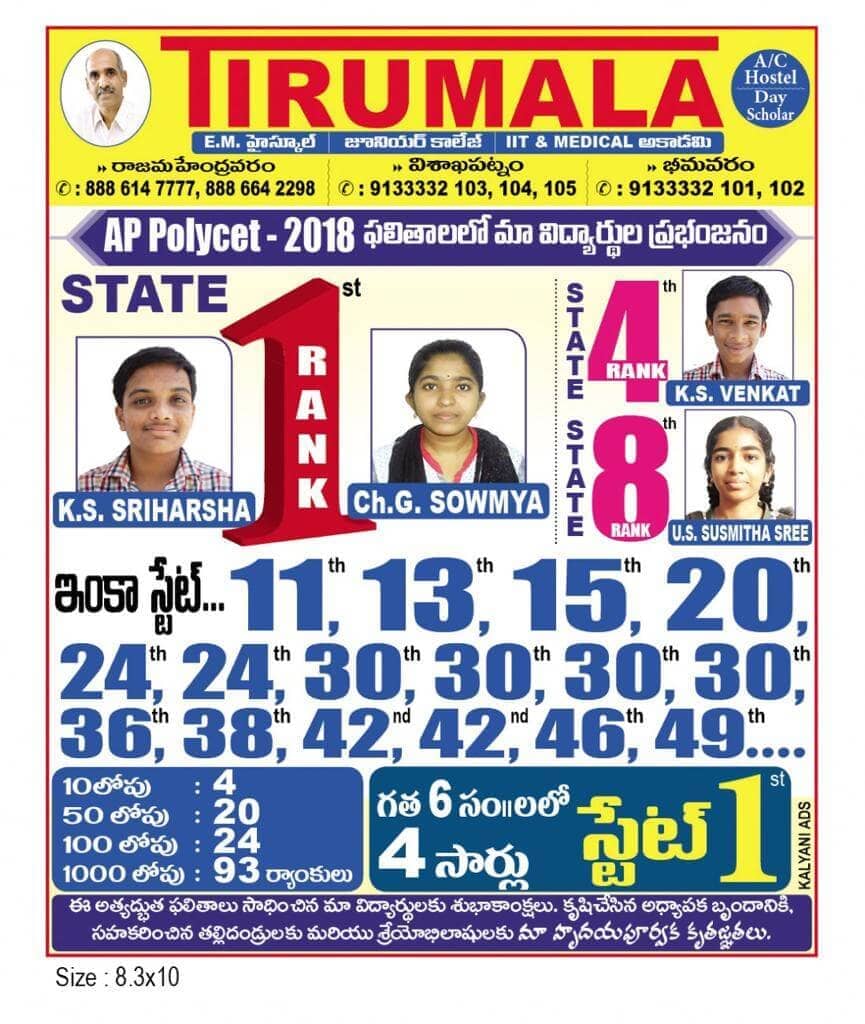 TIRUMALA
A/C
Hostel
Day
Scholar
E.M. హైస్కూల్ జూనియర్ కాలేజ్ IIT & MEDICAL అకాడమి
» రాజమహేంద్రవరం » విశాఖపట్నం » భీమవరం
✆ : 888 614 7777, 888 664 2298 ✆ : 9133332 103, 104, 105 ✆ : 9133332 101, 102
AP Polycet - 2018 ఫలితాలలో మా విద్యార్థుల ప్రభంజనం
STATE 1st RANK
K.S. SRIHARSHA
Ch.G. SOWMYA
STATE 4th RANK
K.S. VENKAT
STATE 8th RANK
U.S. SUSMITHA SREE
ఇంకా స్టేట్... 11th, 13th, 15th, 20th,
24th, 24th, 30th, 30th, 30th, 30th,
36th, 38th, 42nd, 42nd, 46th, 49th....
10లోపు : 4
50 లోపు : 20
100 లోపు : 24
1000 లోపు : 93 ర్యాంకులు
గత 6 సం॥లలో
4 సార్లు
స్టేట్ 1st
KALYANI ADS
ఈ అత్యద్భుత ఫలితాలు సాధించిన మా విద్యార్థులకు శుభాకాంక్షలు. కృషిచేసిన అధ్యాపక బృందానికి,
సహకరించిన తల్లిదండ్రులకు మరియు శ్రేయోభిలాషులకు మా హృదయపూర్వక కృతజ్ఞతలు.
Size : 8.3x10